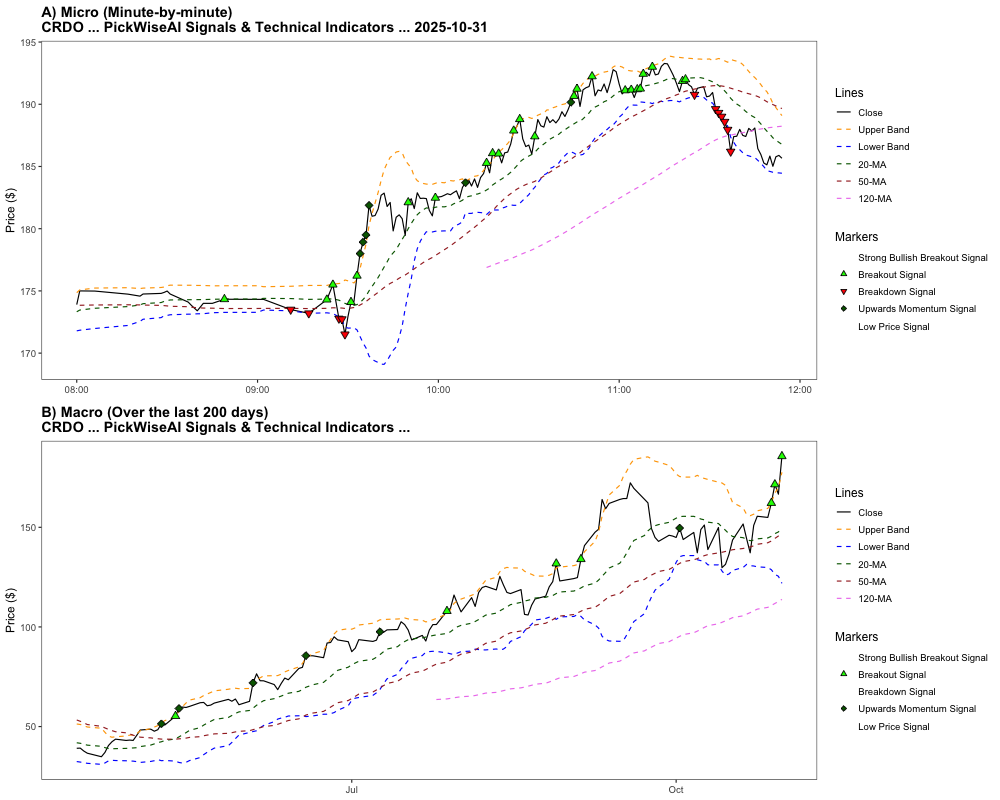 A) Micro (Minute-by-minute)
CRDO ... PickWiseAI Signals & Technical Indicators ... 2025-10-31
195
190
185
180
175
170
Price ($)
08:00
09:00
10:00
11:00
12:00
Lines
Close
Upper Band
Lower Band
20-MA
50-MA
120-MA
Markers
Strong Bullish Breakout Signal
Breakout Signal
Breakdown Signal
Upwards Momentum Signal
Low Price Signal
B) Macro (Over the last 200 days)
CRDO ... PickWiseAI Signals & Technical Indicators ...
150
100
50
Price ($)
Jul
Oct
Lines
Close
Upper Band
Lower Band
20-MA
50-MA
120-MA
Markers
Strong Bullish Breakout Signal
Breakout Signal
Breakdown Signal
Upwards Momentum Signal
Low Price Signal